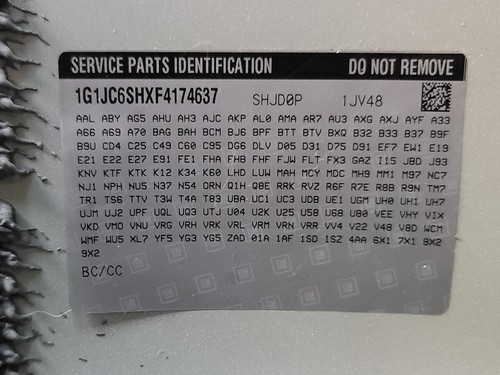 SERVICE PARTS IDENTIFICATION DO NOT REMOVE
1G1JC6SHXF4174637 SHJD0P 1JV48
AAL ABY AG5 AHU AH3 AJC AKP AL0 AMA AR7 AU3 AXG AXJ AYF A33
A66 A69 A70 BAG BAH BCM BJ6 BPF BTT BTV BXQ B32 B33 B37 B9F
B9U CD4 C25 C49 C60 C95 DG6 DLV D05 D31 D75 D91 EF7 EW1 E19
E21 E22 E27 E91 FE1 FHA FHB FHF FJW FLT FX3 GAZ I15 JBD J93
KNV KTF KTK K12 K34 K60 LHD LUW MAH MCY MDC MH9 MM1 M97 NC7
NJ1 NPH NU5 N37 N54 ORN Q1H Q8E RRK RVZ R6F R7E R8B R9N TM7
TR1 TS6 TTV T3W T4A T83 UBA UC1 UC3 UDB UE1 UGM UH0 UH1 UH7
UJM UJ2 UPF UQL UQ3 UTJ U04 U2K U25 U58 U68 U80 VEE VHY VIX
VKD VM0 VNU VRG VRH VRK VRL VRM VRN VRR VV4 V22 V48 V8D WCM
WMF WU5 XL7 YF5 YG3 YG5 ZAD 01A 1AF 1SD 1SZ 4AA 6X1 7X1 8X2
9X2
BC/CC